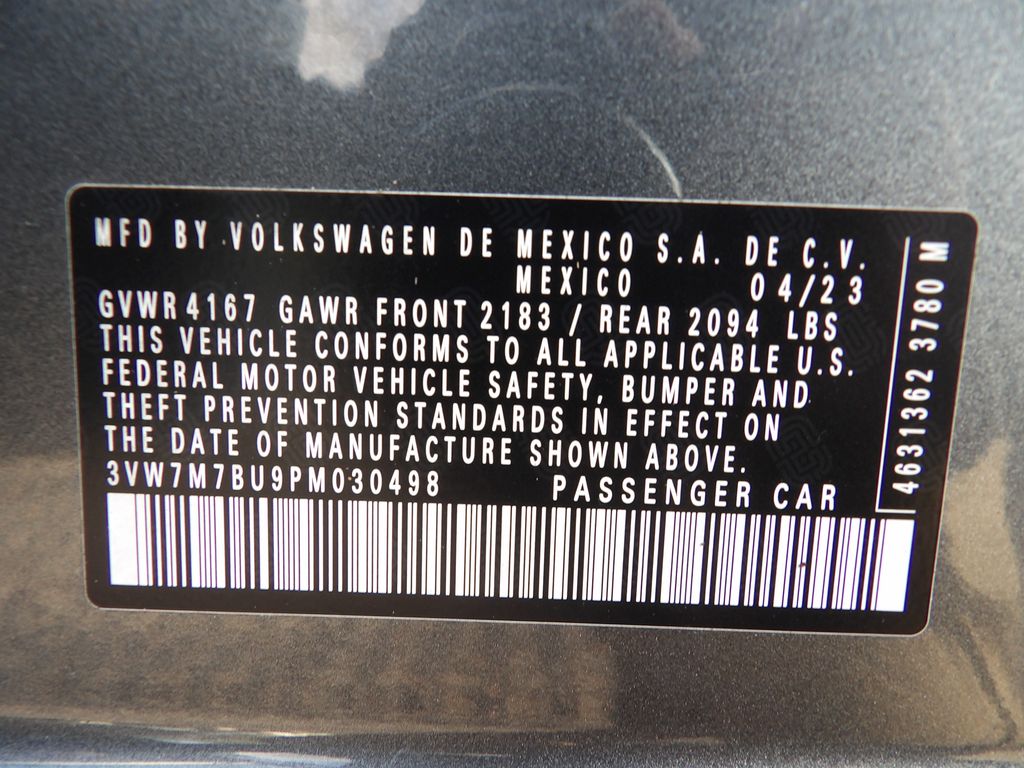 MFD BY VOLKSWAGEN DE MEXICO S.A. DE C.V.
MEXICO 04/23
GVWR 4167 GAWR FRONT 2183 / REAR 2094 LBS
THIS VEHICLE CONFORMS TO ALL APPLICABLE U.S.
FEDERAL MOTOR VEHICLE SAFETY, BUMPER AND
THEFT PREVENTION STANDARDS IN EFFECT ON
THE DATE OF MANUFACTURE SHOWN ABOVE.
3VW7M7BU9PM030498 PASSENGER CAR
4631362 3780 M